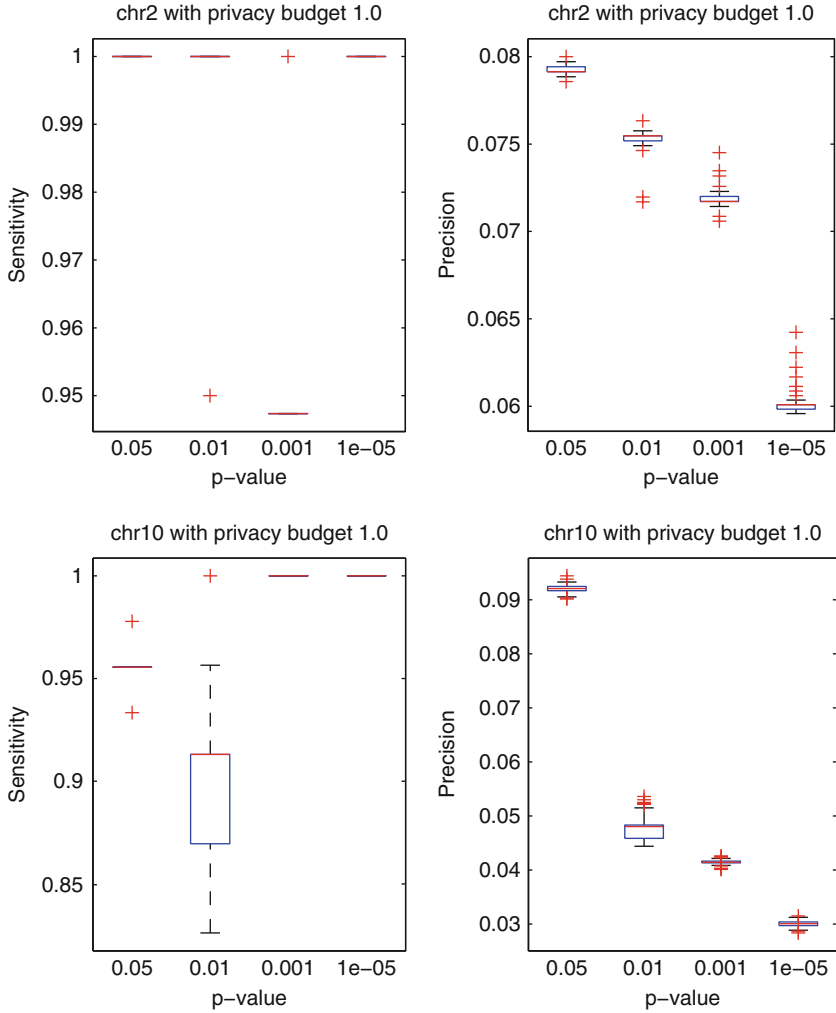 chr2 with privacy budget 1.0
1
0.99
0.98
0.97
0.96
0.95
Sensitivity
0.05 0.01 0.001 1e−05
p−value
chr2 with privacy budget 1.0
0.08
0.075
0.07
0.065
0.06
Precision
0.05 0.01 0.001 1e−05
p−value
chr10 with privacy budget 1.0
1
0.95
0.9
0.85
Sensitivity
0.05 0.01 0.001 1e−05
p−value
chr10 with privacy budget 1.0
0.09
0.08
0.07
0.06
0.05
0.04
0.03
Precision
0.05 0.01 0.001 1e−05
p−value